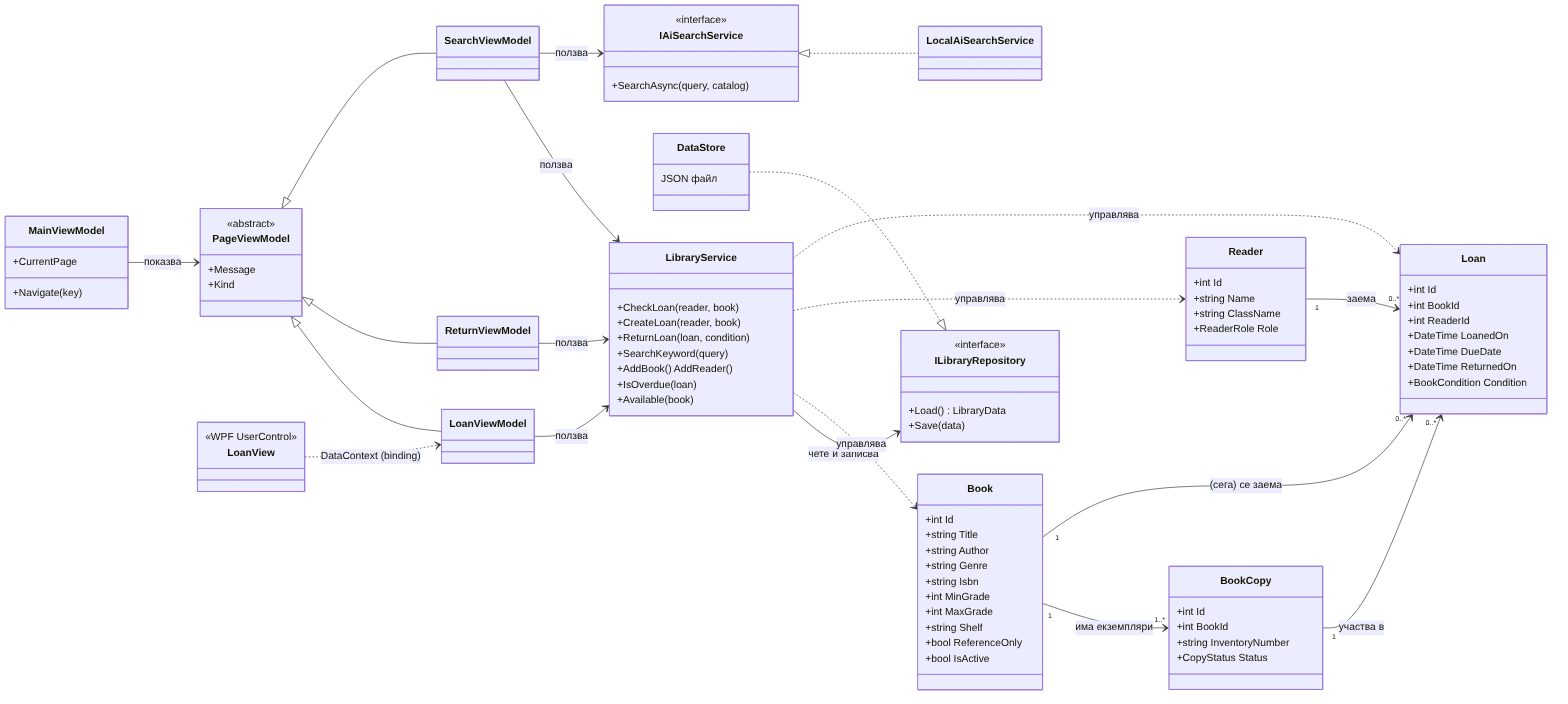 MainViewModel
+CurrentPage
+Navigate(key)
показва
«abstract»
PageViewModel
+Message
+Kind
«WPF UserControl»
LoanView
DataContext (binding)
SearchViewModel
ползва
ползва
ReturnViewModel
ползва
LoanViewModel
ползва
«interface»
IAiSearchService
+SearchAsync(query, catalog)
LocalAiSearchService
DataStore
JSON файл
LibraryService
+CheckLoan(reader, book)
+CreateLoan(reader, book)
+ReturnLoan(loan, condition)
+SearchKeyword(query)
+AddBook() AddReader()
+IsOverdue(loan)
+Available(book)
управлява
управлява
управлява
чете и записва
«interface»
ILibraryRepository
+Load() : LibraryData
+Save(data)
Reader
+int Id
+string Name
+string ClassName
+ReaderRole Role
1
заема
0..*
Loan
+int Id
+int BookId
+int ReaderId
+DateTime LoanedOn
+DateTime DueDate
+DateTime ReturnedOn
+BookCondition Condition
0..*
0..*
Book
+int Id
+string Title
+string Author
+string Genre
+string Isbn
+int MinGrade
+int MaxGrade
+string Shelf
+bool ReferenceOnly
+bool IsActive
1
(сега) се заема
1
има екземпляри
1..*
BookCopy
+int Id
+int BookId
+string InventoryNumber
+CopyStatus Status
1
участва в